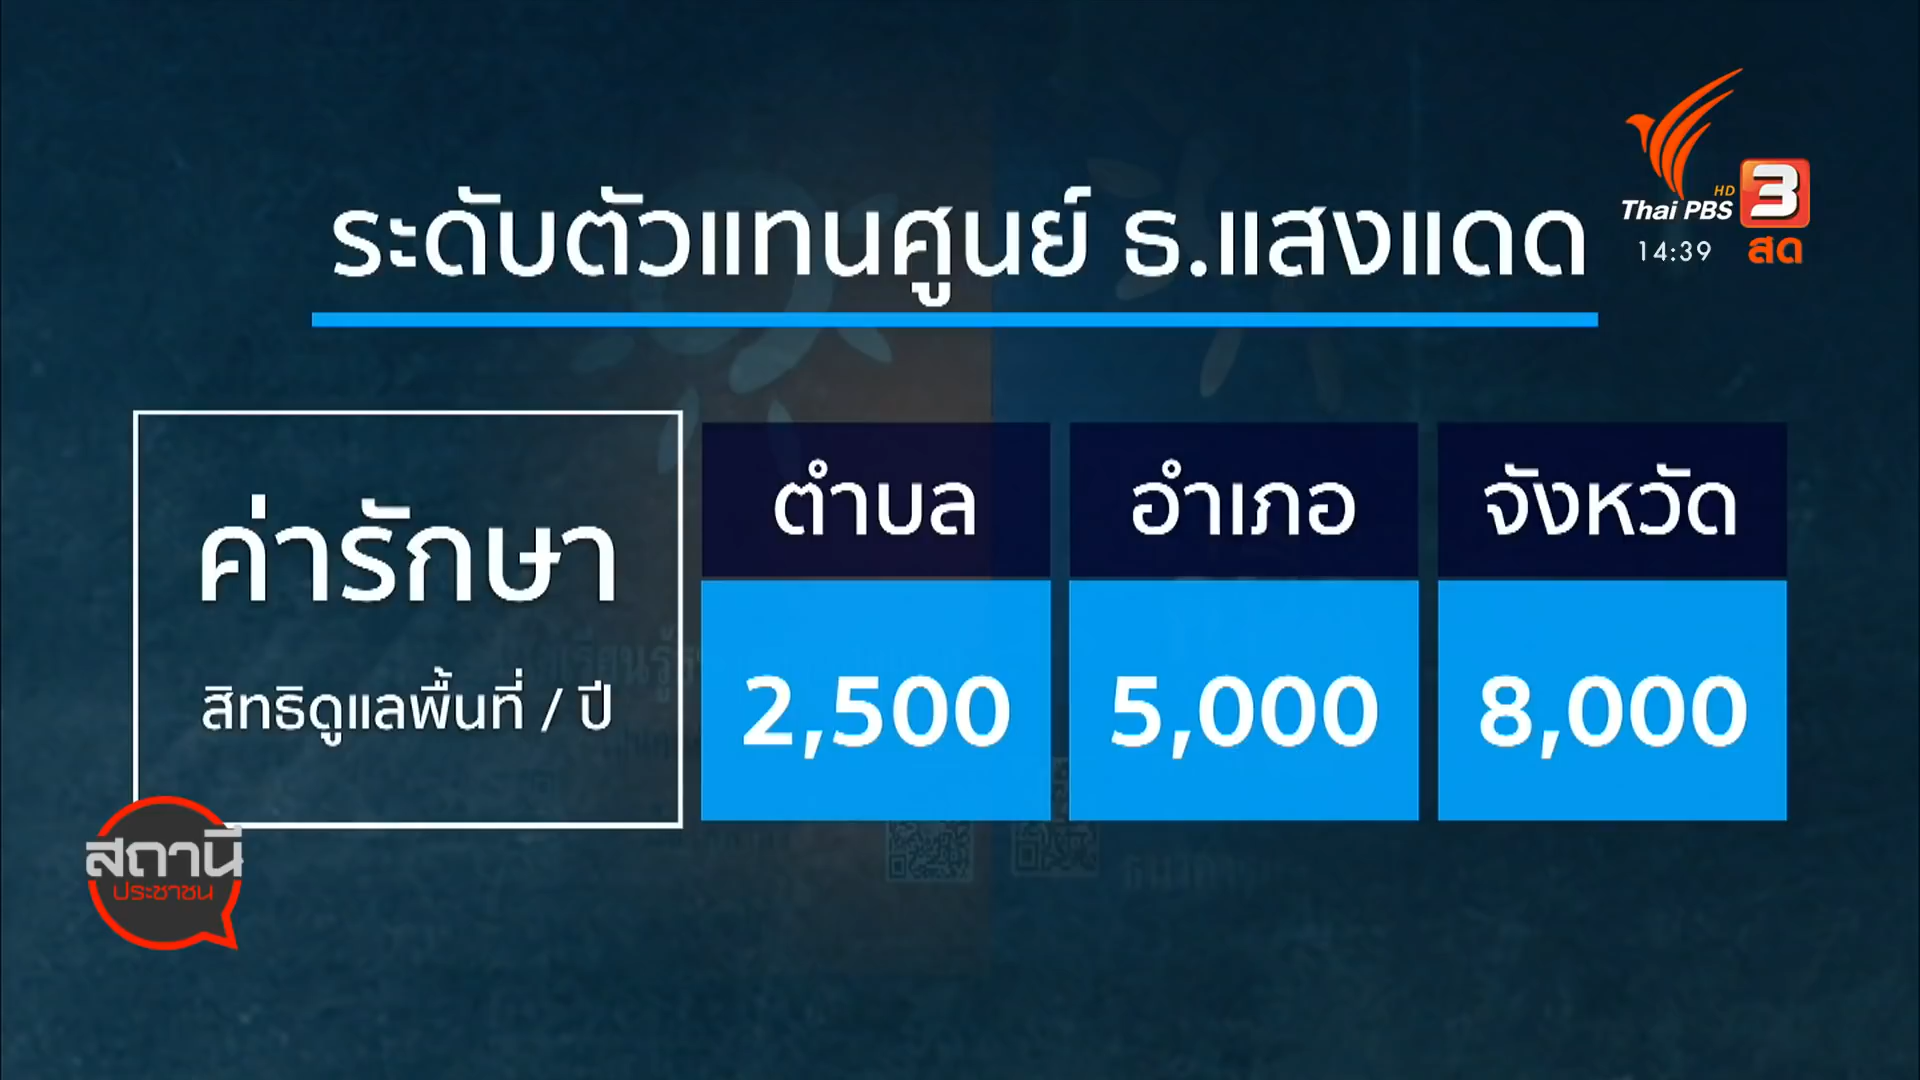 ระดับตัวแทนศูนย์ ธ.แสงแดด
HD
Thai PBS 3
14:39 สด
ค่ารักษา
สิทธิดูแลพื้นที่ / ปี
ตำบล อำเภอ จังหวัด
2,500 5,000 8,000
สถานี
ประชาชน